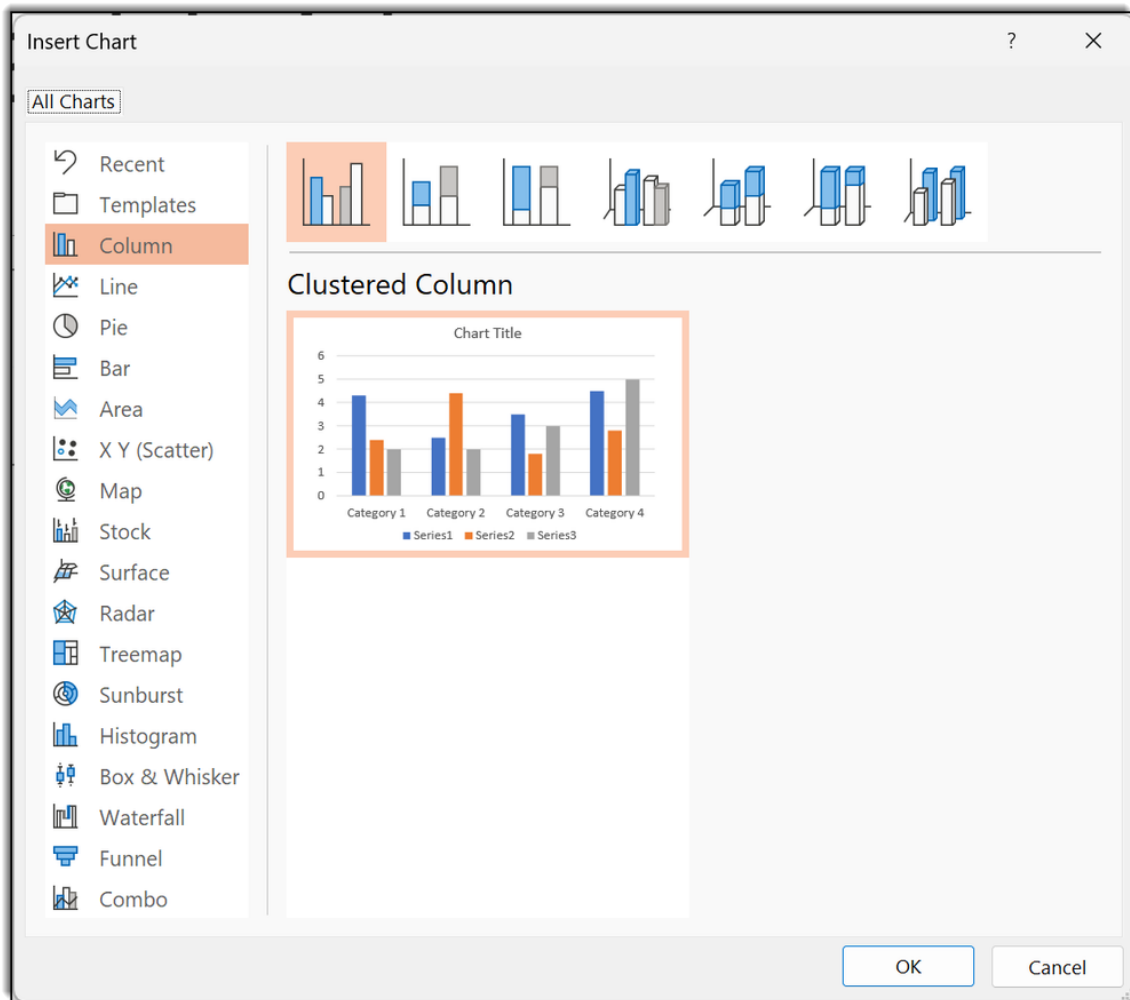 Insert Chart
?
All Charts
Recent
Templates
Column
Line
Pie
Bar
Area
X Y (Scatter)
Map
Stock
Surface
Radar
Treemap
Sunburst
Histogram
Box & Whisker
Waterfall
Funnel
Combo
Clustered Column
Chart Title
6
5
4
3
2
1
0
Category 1 Category 2 Category 3 Category 4
Series1 Series2 Series3
OK Cancel